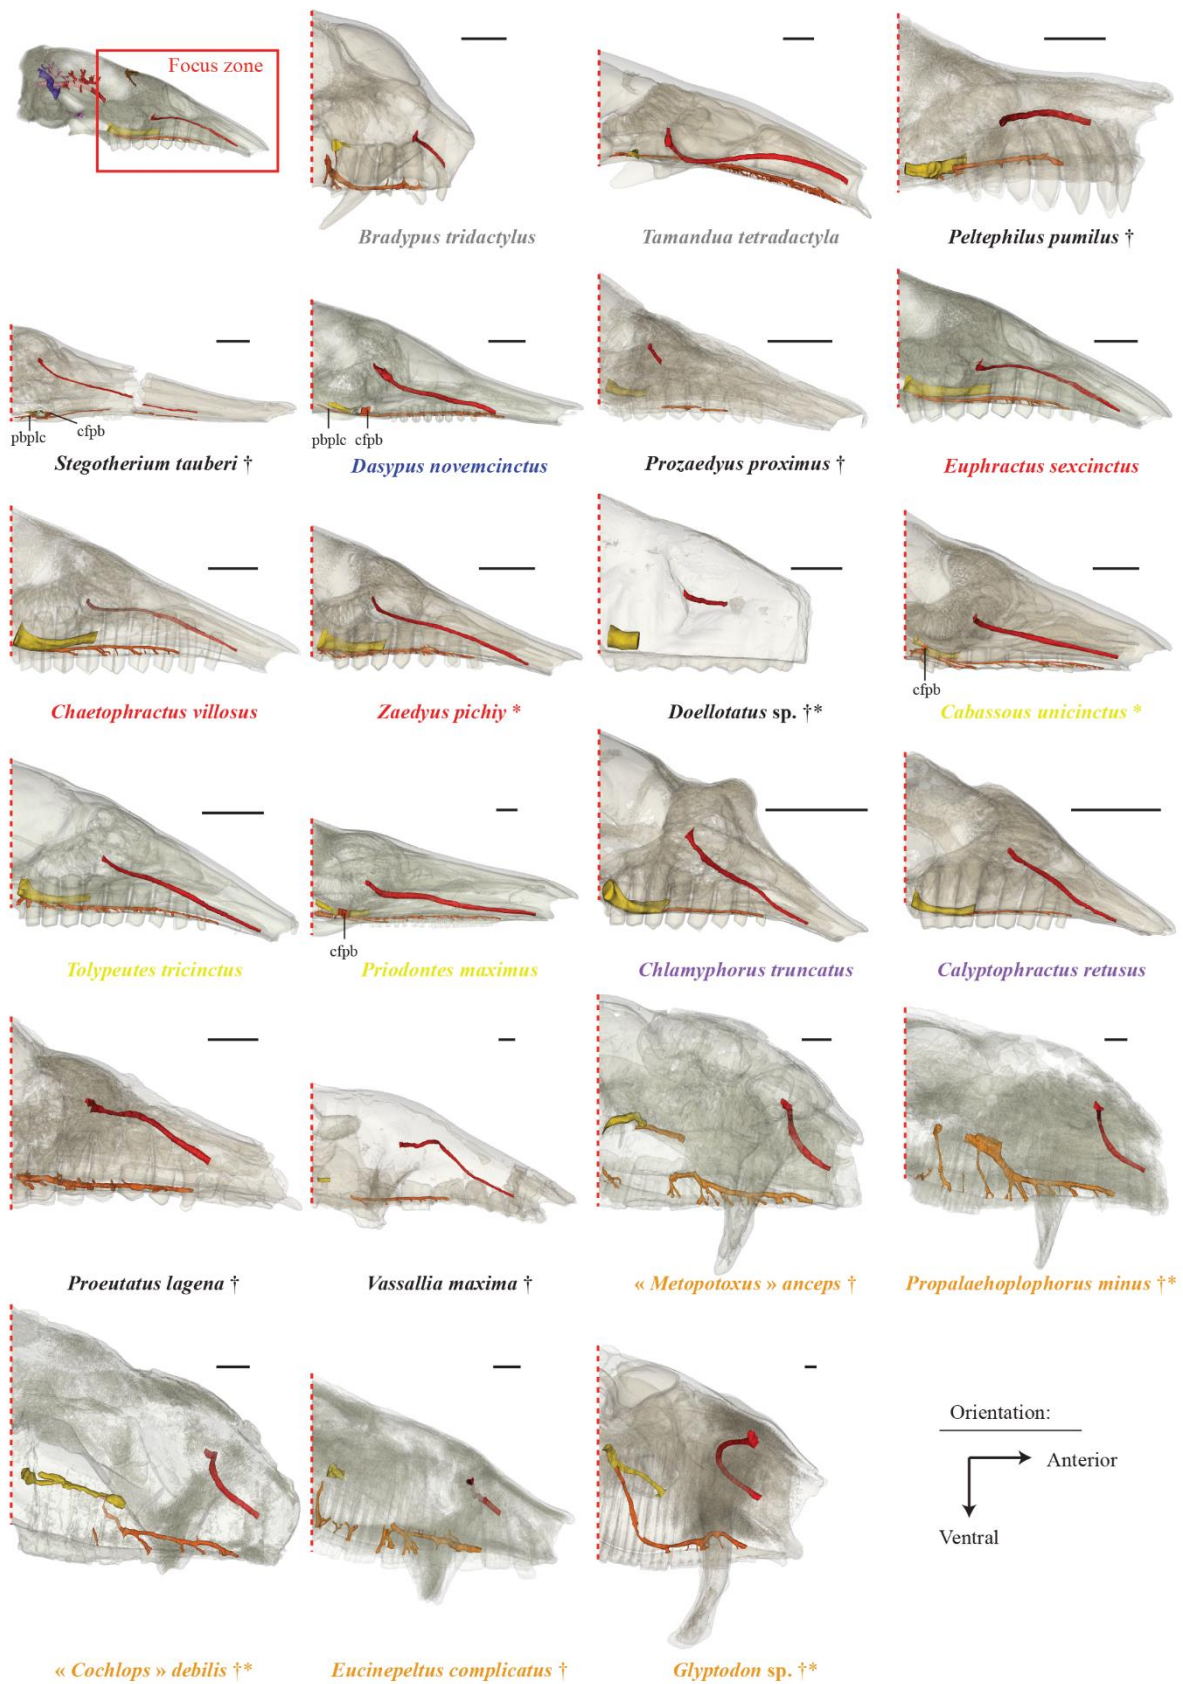 Focus zone
Bradypus tridactylus
Tamandua tetradactyla
Peltephilus pumilus †
pbplc
cfpb
pbplc
cfpb
Stegotherium tauberi †
Dasypus novemcinctus
Prozaedyus proximus †
Euphractus sexcinctus
cfpb
Chaetophractus villosus
Zaedyus pichiy *
Doellotatus sp. †*
Cabassous unicinctus *
cfpb
Tolypeutes tricinctus
Priodontes maximus
Chlamyphorus truncatus
Calyptophractus retusus
Proeutatus lagena †
Vassallia maxima †
« Metopotoxus » anceps †
Propalaehoplophorus minus †*
Orientation:
Anterior
Ventral
« Cochlops » debilis †*
Eucinepeltus complicatus †
Glyptodon sp. †*